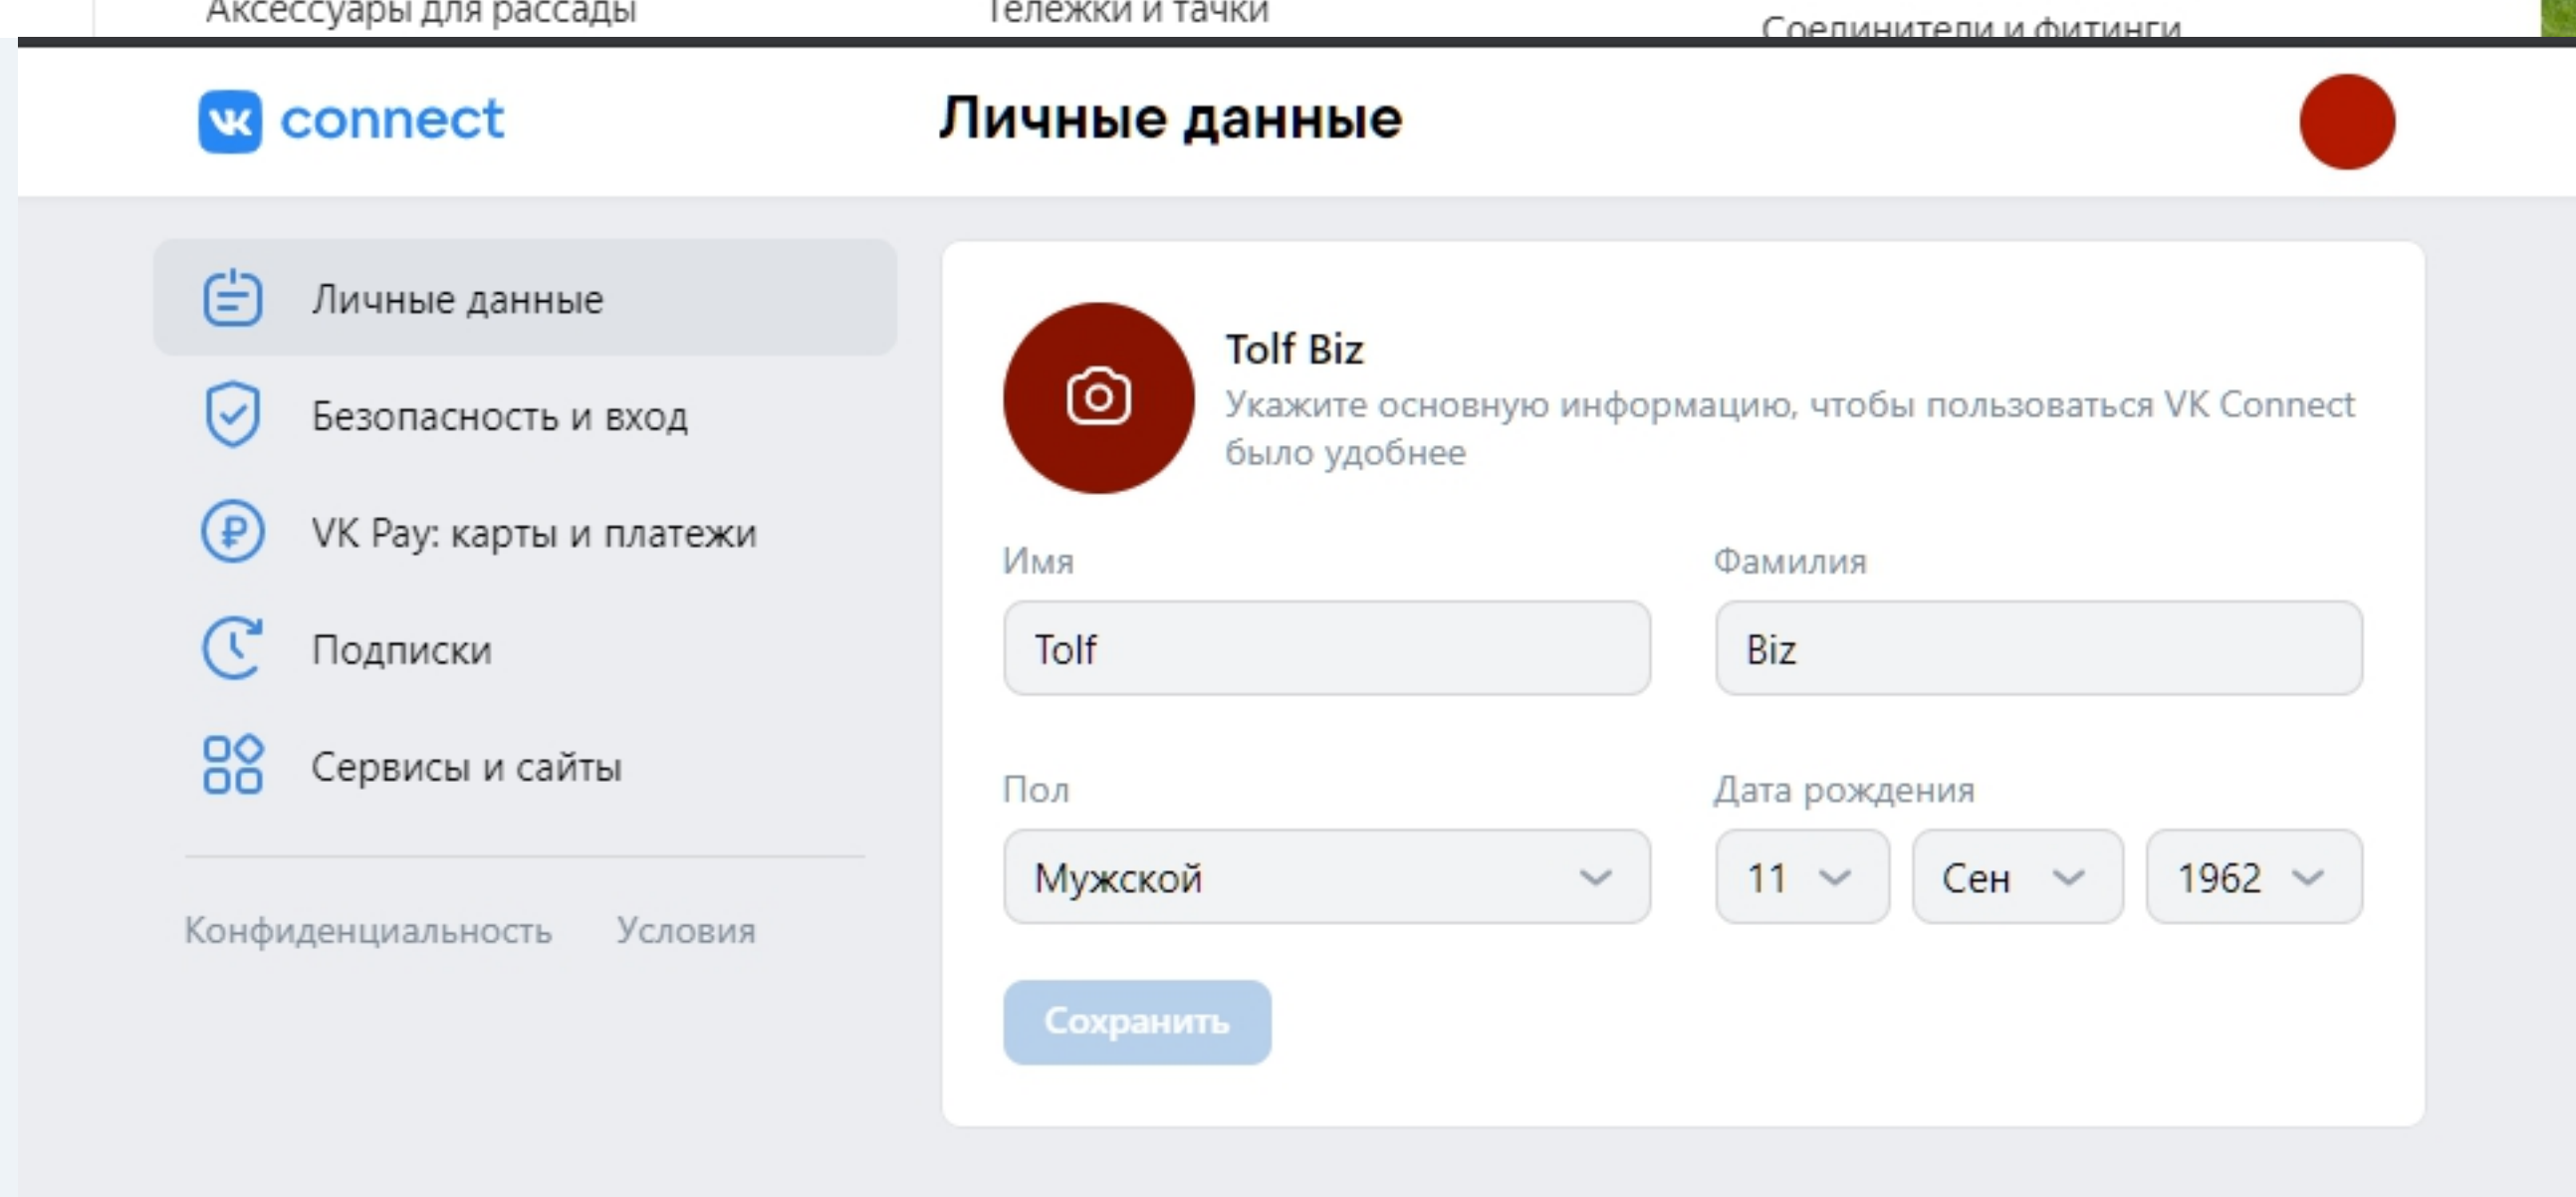 Аксессуары для рассады
Тележки и тачки
Соединители и фитинги
VK connect
Личные данные
Личные данные
Безопасность и вход
VK Pay: карты и платежи
Подписки
Сервисы и сайты
Конфиденциальность Условия
Tolf Biz
Укажите основную информацию, чтобы пользоваться VK Connect
было удобнее
Имя Фамилия
Tolf Biz
Пол Дата рождения
Мужской 11 Сен 1962
Сохранить